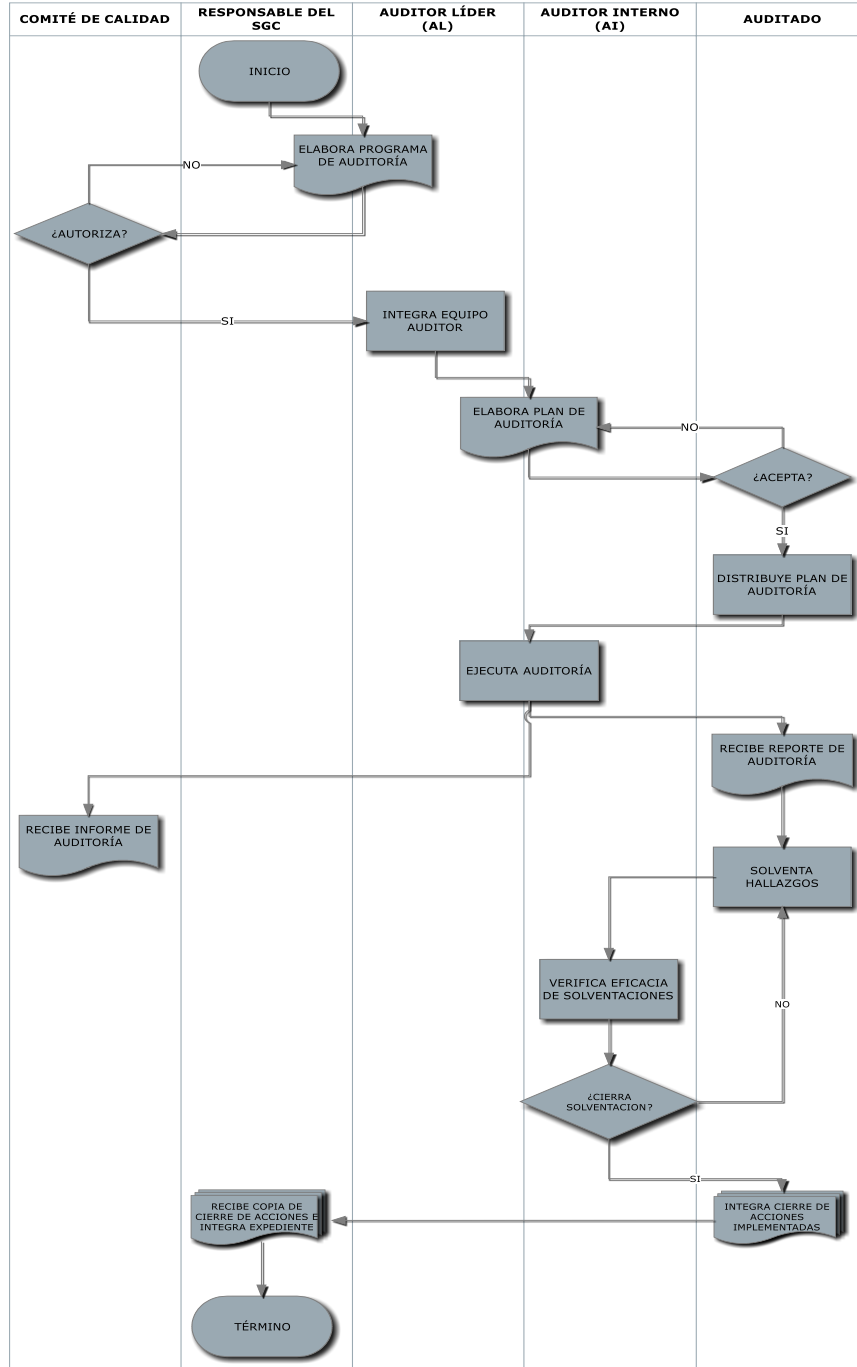 COMITÉ DE CALIDAD
RESPONSABLE DEL
SGC
AUDITOR LÍDER
(AL)
AUDITOR INTERNO
(AI)
AUDITADO
INICIO
ELABORA PROGRAMA
DE AUDITORÍA
NO
¿AUTORIZA?
SI
INTEGRA EQUIPO
AUDITOR
ELABORA PLAN DE
AUDITORÍA
NO
¿ACEPTA?
SI
DISTRIBUYE PLAN DE
AUDITORÍA
EJECUTA AUDITORÍA
RECIBE REPORTE DE
AUDITORÍA
RECIBE INFORME DE
AUDITORÍA
SOLVENTA
HALLAZGOS
VERIFICA EFICACIA
DE SOLVENTACIONES
NO
¿CIERRA
SOLVENTACION?
SI
RECIBE COPIA DE
CIERRE DE ACCIONES E
INTEGRA EXPEDIENTE
INTEGRA CIERRE DE
ACCIONES
IMPLEMENTADAS
TÉRMINO